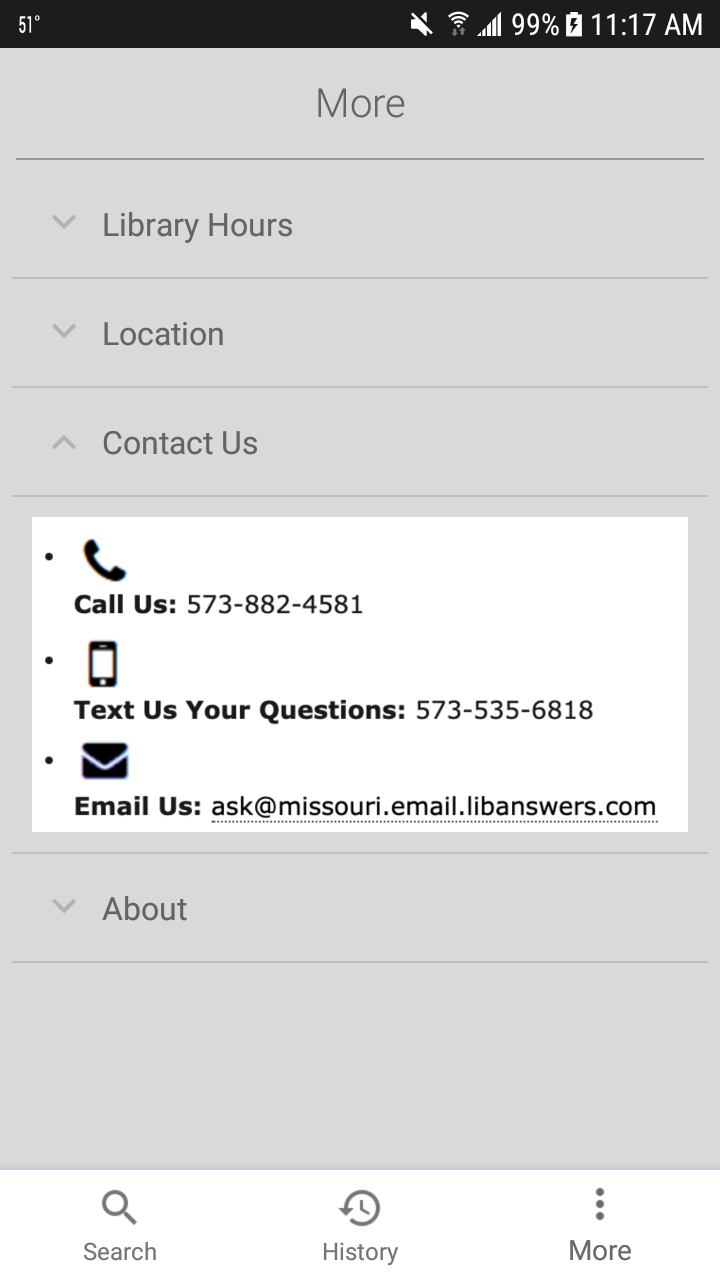 51°
99% 11:17 AM
More
Library Hours
Location
Contact Us
Call Us: 573-882-4581
Text Us Your Questions: 573-535-6818
Email Us: ask@missouri.email.libanswers.com
About
Search
History
More